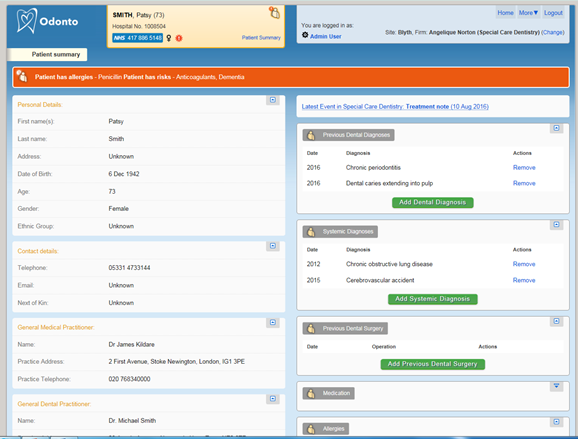 Odonto
SMITH, Patsy (73)
Hospital No. 1008504
NHS 417 896 5148
Patient Summary
Home More▼ Logout
You are logged in as:
Admin User
Site: Blyth, Firm: Angelique Norton (Special Care Dentistry) (Change)
Patient summary
Patient has allergies - Penicillin Patient has risks - Anticoagulants, Dementia
Personal Details:
First name(s): Patsy
Last name: Smith
Address: Unknown
Date of Birth: 6 Dec 1942
Age: 73
Gender: Female
Ethnic Group: Unknown
Contact details:
Telephone: 05331 4733144
Email: Unknown
Next of Kin: Unknown
General Medical Practitioner:
Name: Dr James Kildare
Practice Address: 2 First Avenue, Stoke Newington, London, IG1 3PE
Practice Telephone: 020 768340000
General Dental Practitioner:
Name: Dr. Michael Smith
Latest Event in Special Care Dentistry: Treatment note (10 Aug 2016)
Previous Dental Diagnoses
Date Diagnosis Actions
2016 Chronic periodontitis Remove
2016 Dental caries extending into pulp Remove
Add Dental Diagnosis
Systemic Diagnoses
Date Diagnosis Actions
2012 Chronic obstructive lung disease Remove
2015 Cerebrovascular accident Remove
Add Systemic Diagnosis
Previous Dental Surgery
Date Operation Actions
Add Previous Dental Surgery
Medication
Allergies